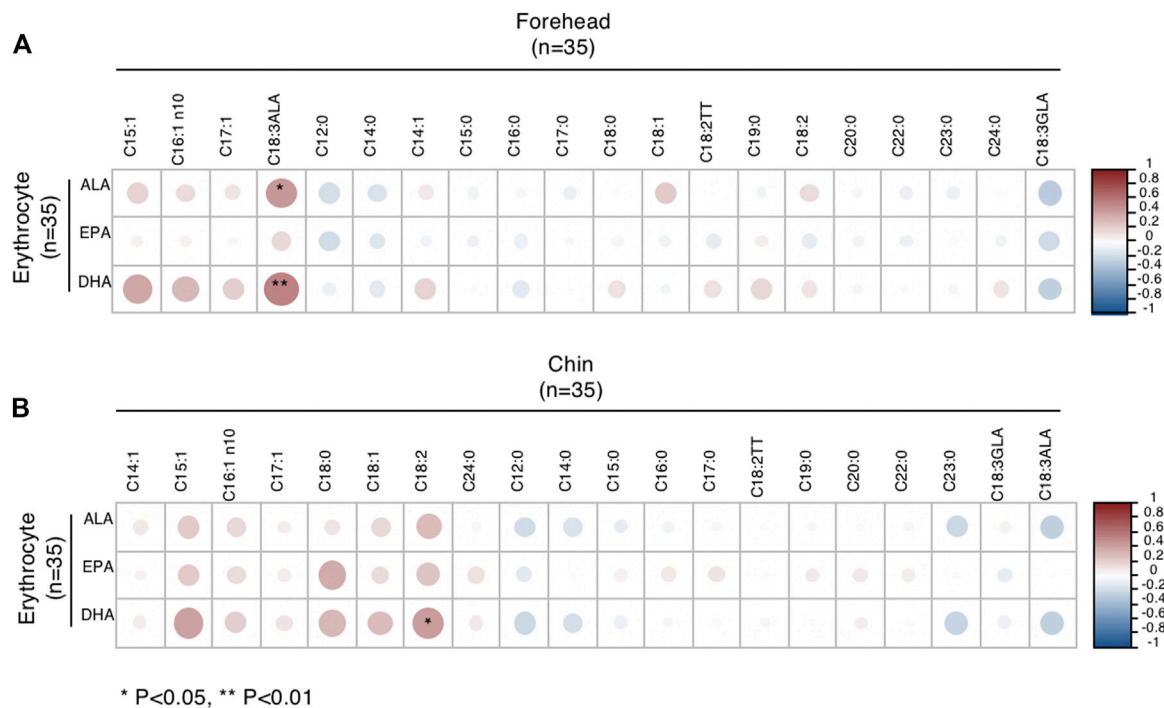 A
Forehead
(n=35)
C15:1 C16:1 n10 C17:1 C18:3ALA C12:0 C14:0 C14:1 C15:0 C16:0 C17:0 C18:0 C18:1 C18:2TT C19:0 C18:2 C20:0 C22:0 C23:0 C24:0 C18:3GLA
Erythrocyte
(n=35)
ALA *
EPA
DHA **
1
0.8
0.6
0.4
0.2
0
-0.2
-0.4
-0.6
-0.8
-1
Chin
(n=35)
B
C14:1 C15:1 C16:1 n10 C17:1 C18:0 C18:1 C18:2 C24:0 C12:0 C14:0 C15:0 C16:0 C17:0 C18:2TT C19:0 C20:0 C22:0 C23:0 C18:3GLA C18:3ALA
Erythrocyte
(n=35)
ALA
EPA
DHA *
1
0.8
0.6
0.4
0.2
0
-0.2
-0.4
-0.6
-0.8
-1
* P<0.05, ** P<0.01